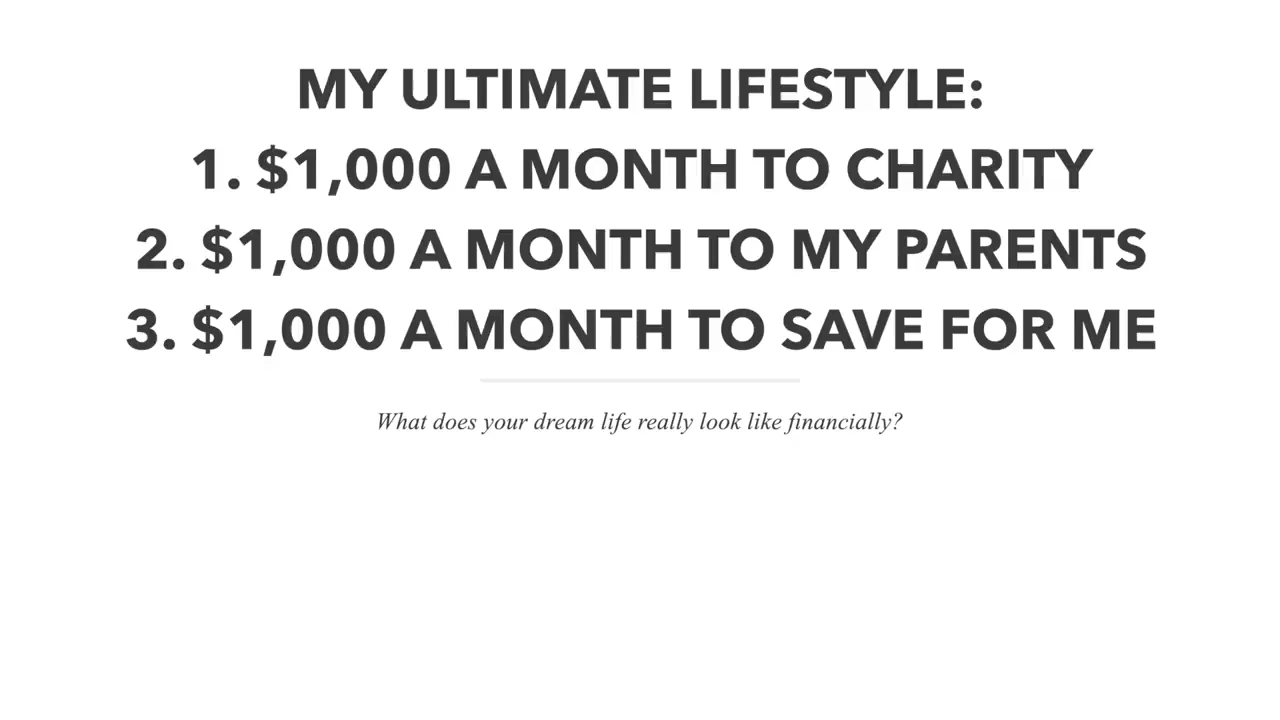 MY ULTIMATE LIFESTYLE:
1. $1,000 A MONTH TO CHARITY
2. $1,000 A MONTH TO MY PARENTS
3. $1,000 A MONTH TO SAVE FOR ME
What does your dream life really look like financially?